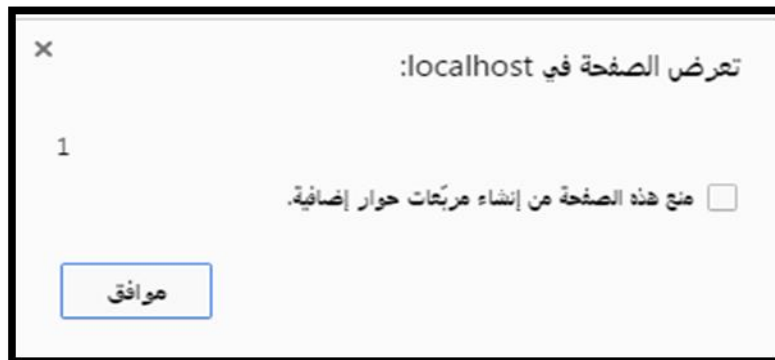 تعرض الصفحة في localhost:
1
منع هذه الصفحة من إنشاء مربّعات حوار إضافية.
موافق